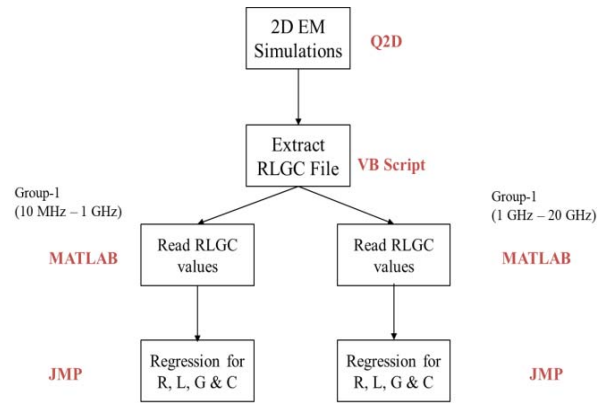 2D EM
Simulations
Q2D
Extract
RLGC File
VB Script
Group-1
(10 MHz – 1 GHz)
Group-1
(1 GHz – 20 GHz)
MATLAB
Read RLGC
values
Read RLGC
values
MATLAB
JMP
Regression for
R, L, G & C
Regression for
R, L, G & C
JMP